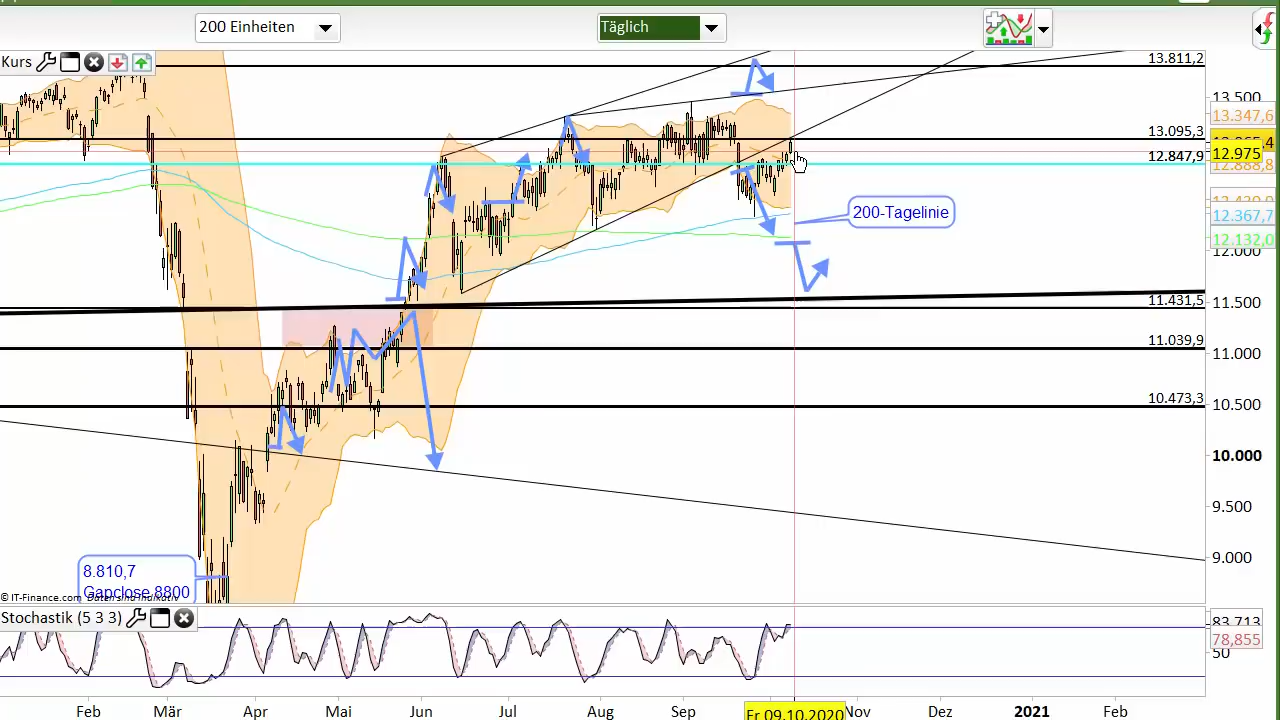 200 Einheiten
Täglich
Kurs
13.811,2
13.500
13.347,6
13.095,3
12.847,9
12.975
200-Tagelinie
12.367,7
12.132,0
12.000
11.500
11.431,5
11.039,9
11.000
10.473,3
10.500
10.000
9.500
9.000
8.810,7
Gapclose 8800
© IT-Finance.com
Stochastik (5 3 3)
83,713
78,855
50
Feb
Mär
Apr
Mai
Jun
Jul
Aug
Sep
Fr 09.10.2020
Nov
Dez
2021
Feb